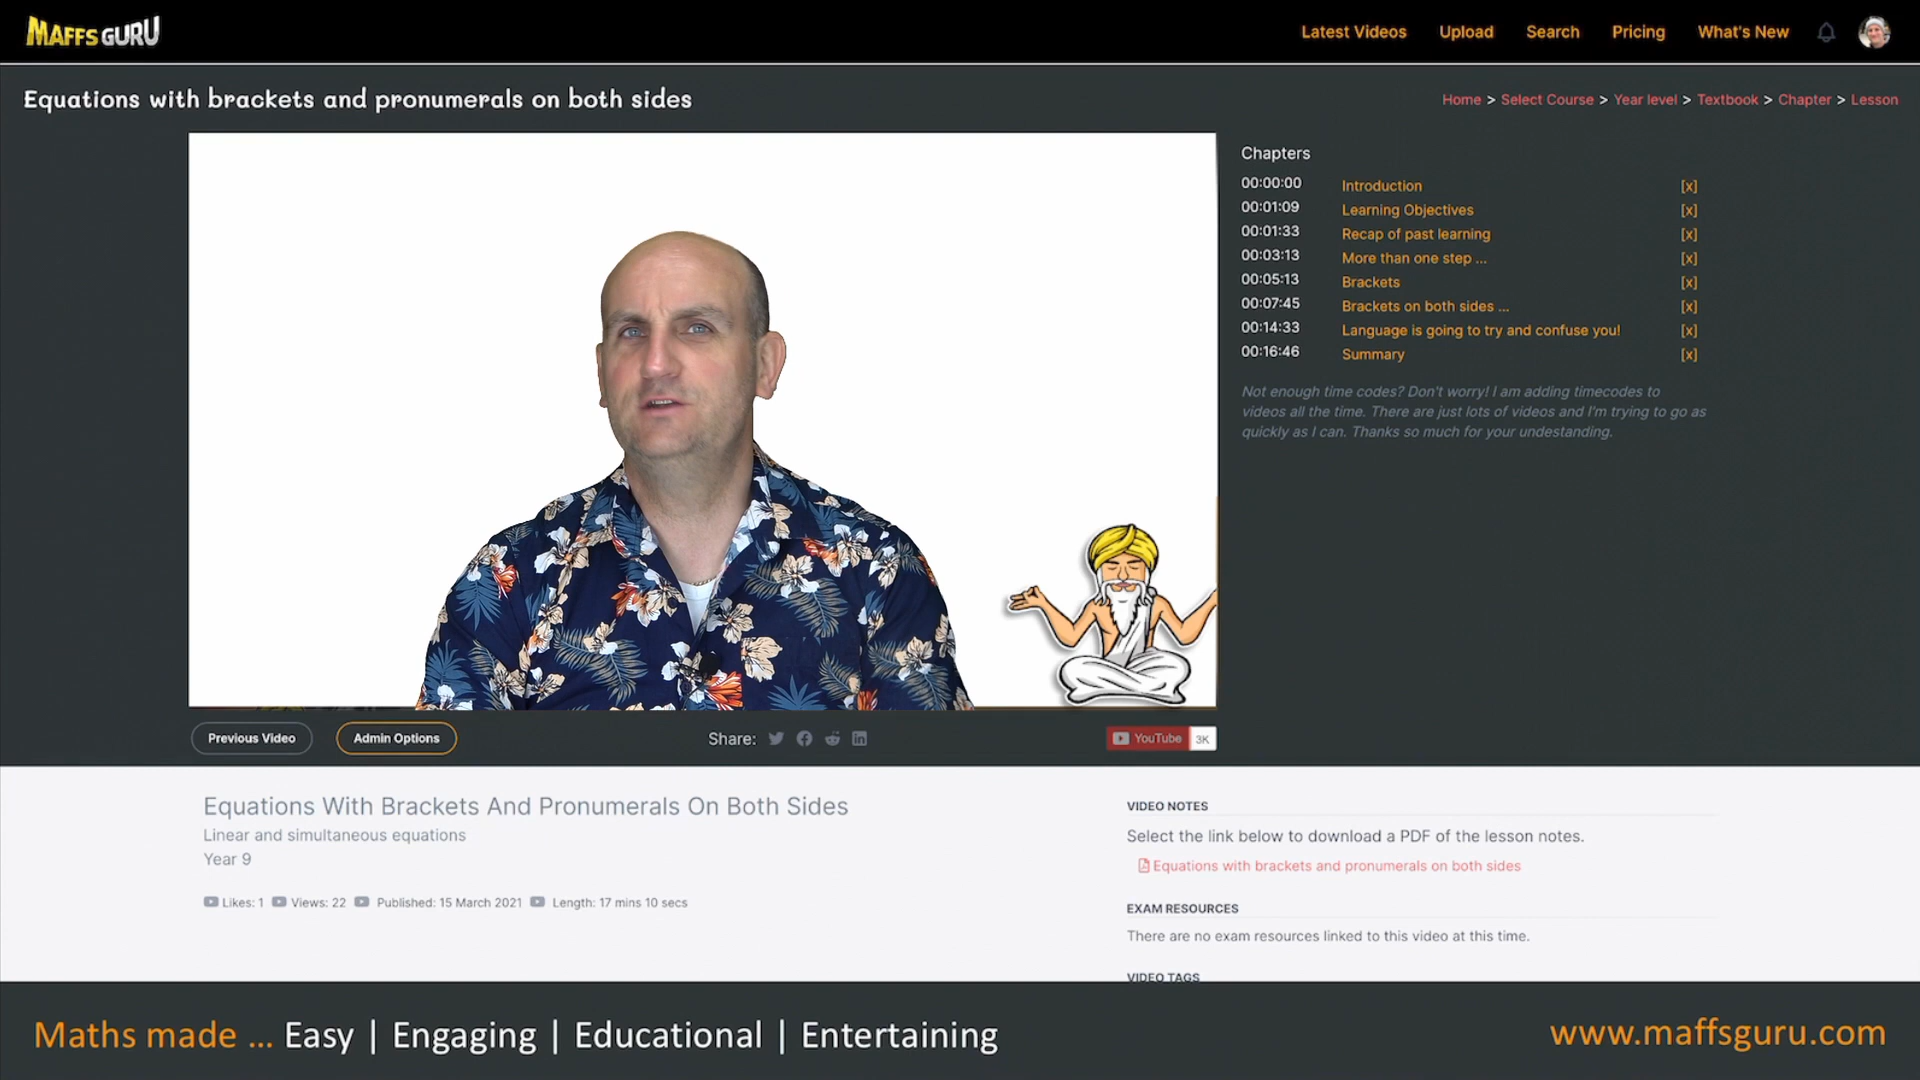 MAFFSGURU
Latest Videos Upload Search Pricing What's New
Equations with brackets and pronumerals on both sides
Home > Select Course > Year level > Textbook > Chapter > Lesson
Chapters
00:00:00 Introduction [x]
00:01:09 Learning Objectives [x]
00:01:33 Recap of past learning [x]
00:03:13 More than one step ... [x]
00:05:13 Brackets [x]
00:07:45 Brackets on both sides ... [x]
00:14:33 Language is going to try and confuse you! [x]
00:16:46 Summary [x]
Not enough time codes? Don't worry! I am adding timecodes to
videos all the time. There are just lots of videos and I'm trying to go as
quickly as I can. Thanks so much for your undestanding.
Previous Video Admin Options Share: YouTube 3K
Equations With Brackets And Pronumerals On Both Sides
Linear and simultaneous equations
Year 9
Likes: 1 Views: 22 Published: 15 March 2021 Length: 17 mins 10 secs
VIDEO NOTES
Select the link below to download a PDF of the lesson notes.
Equations with brackets and pronumerals on both sides
EXAM RESOURCES
There are no exam resources linked to this video at this time.
VIDEO TAGS
Maths made ... Easy | Engaging | Educational | Entertaining
www.maffsguru.com